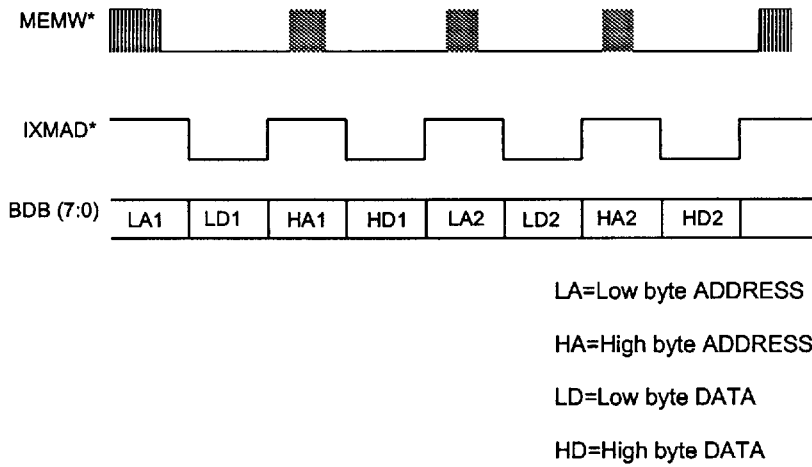 MEMW*
IXMAD*
BDB (7:0) LA1 LD1 HA1 HD1 LA2 LD2 HA2 HD2
LA=Low byte ADDRESS
HA=High byte ADDRESS
LD=Low byte DATA
HD=High byte DATA